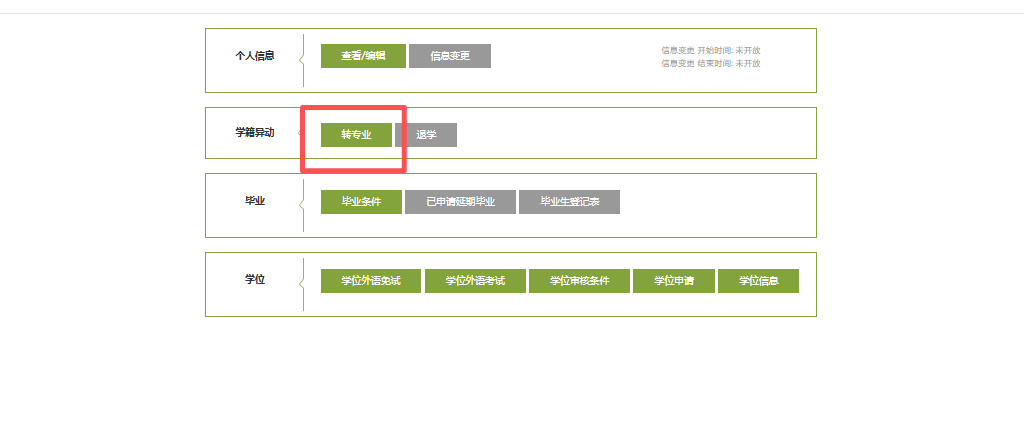 个人信息 查看/编辑 信息变更 信息变更 开始时间: 未开放
信息变更 结束时间: 未开放
学籍异动 转专业 退学
毕业 毕业条件 已申请延期毕业 毕业生登记表
学位 学位外语免试 学位外语考试 学位审核条件 学位申请 学位信息